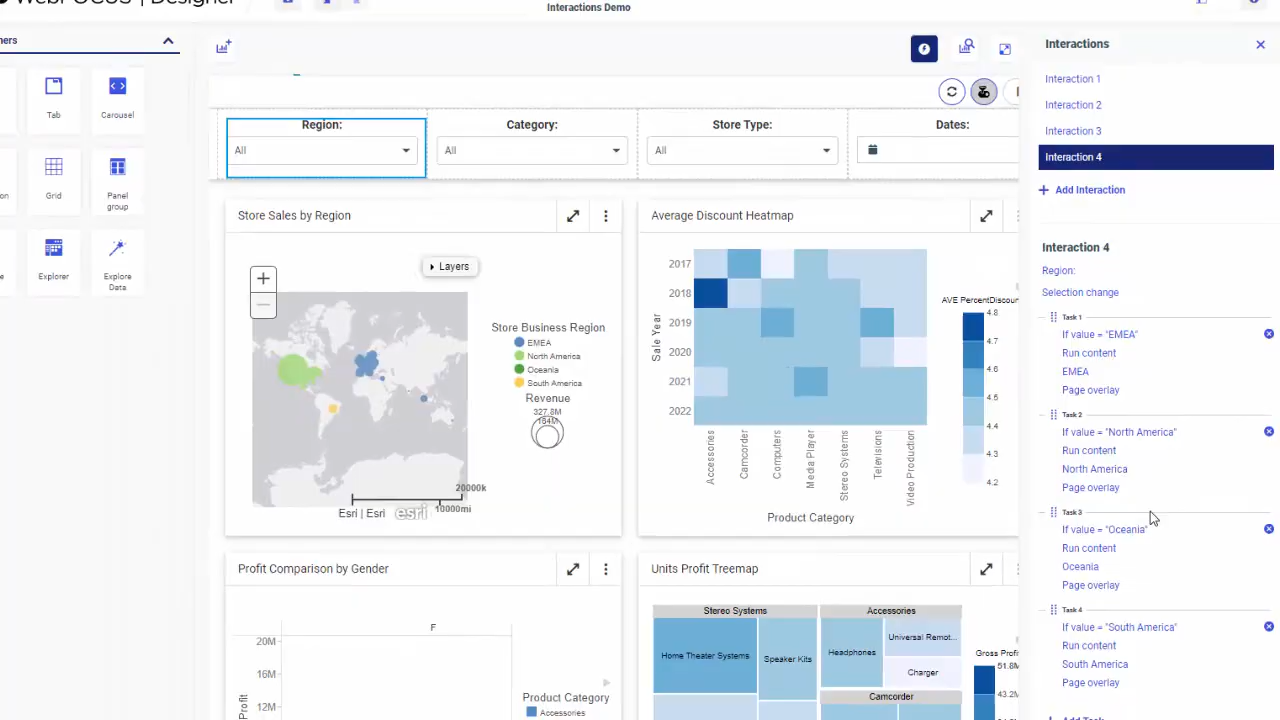 WebFOCUS | Designer
Interactions Demo
Tab
Carousel
Grid
Panel
group
Explorer
Explore
Data
Region:
All
Category:
All
Store Type:
All
Dates:
Store Sales by Region
+
Layers
−
Store Business Region
EMEA
North America
Oceania
South America
Revenue
327.8M
164M
20000k
10000mi
Esri | Esri
esri
Average Discount Heatmap
Sale Year
2017
2018
2019
2020
2021
2022
Accessories
Camcorder
Computers
Media Player
Stereo Systems
Televisions
Video Production
Product Category
AVE PercentDiscoun
4.8
4.7
4.6
4.5
4.4
4.3
4.2
Profit Comparison by Gender
F
20M
16M
12M
Profit
Product Category
Accessories
Units Profit Treemap
Stereo Systems
Home Theater Systems
Speaker Kits
Accessories
Headphones
Universal Remot...
Charger
Camcorder
Gross Profi
51.8M
43.2M
Interactions
Interaction 1
Interaction 2
Interaction 3
Interaction 4
+ Add Interaction
Interaction 4
Region:
Selection change
Task 1
If value = "EMEA"
Run content
EMEA
Page overlay
Task 2
If value = "North America"
Run content
North America
Page overlay
Task 3
If value = "Oceania"
Run content
Oceania
Page overlay
Task 4
If value = "South America"
Run content
South America
Page overlay